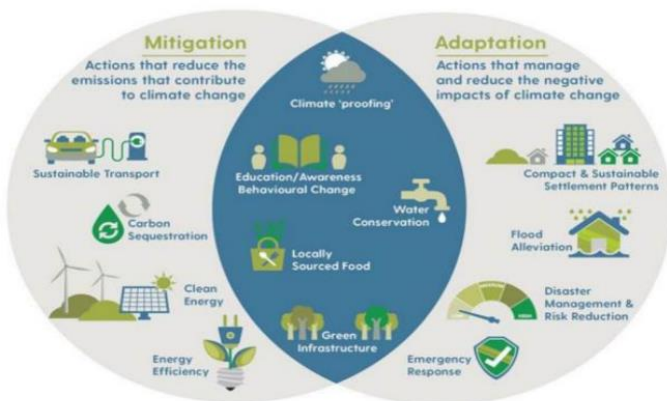 Mitigation
Actions that reduce the
emissions that contribute
to climate change
Sustainable Transport
Carbon
Sequestration
Clean
Energy
Energy
Efficiency
Climate 'proofing'
Education/Awareness
Behavioural Change
Water
Conservation
Locally
Sourced Food
Green
Infrastructure
Adaptation
Actions that manage
and reduce the negative
impacts of climate change
Compact & Sustainable
Settlement Patterns
Flood
Alleviation
Disaster
Management &
Risk Reduction
Emergency
Response